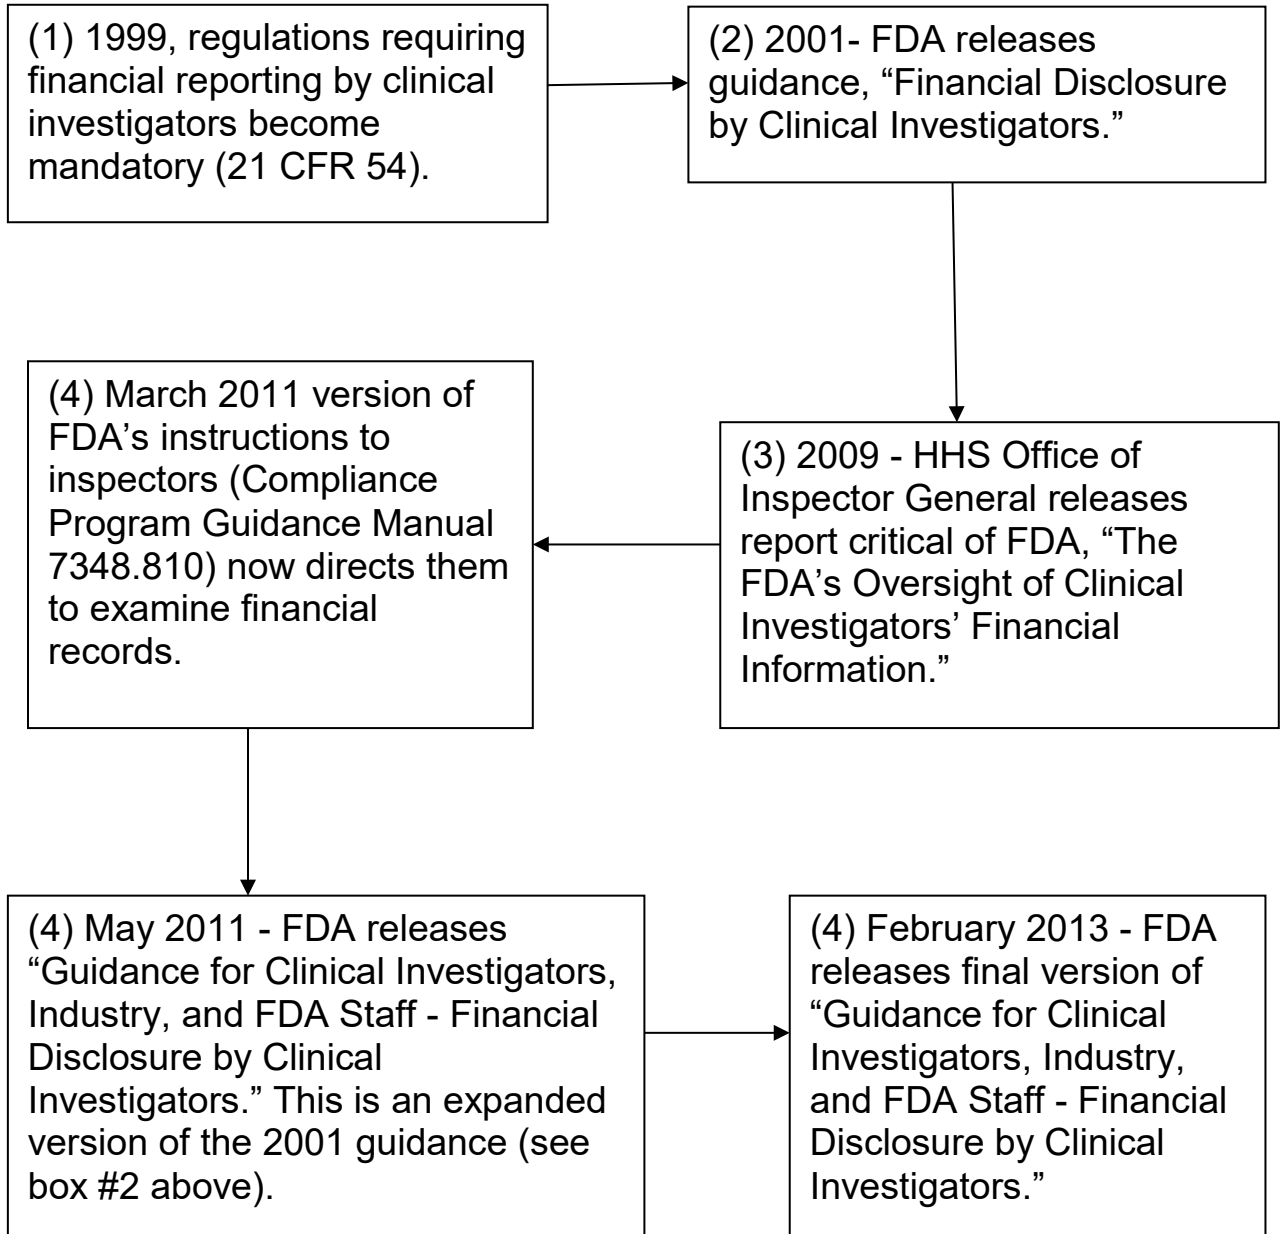 (1) 1999, regulations requiring
financial reporting by clinical
investigators become
mandatory (21 CFR 54).
(2) 2001- FDA releases
guidance, “Financial Disclosure
by Clinical Investigators.”
(3) 2009 - HHS Office of
Inspector General releases
report critical of FDA, “The
FDA’s Oversight of Clinical
Investigators’ Financial
Information.”
(4) March 2011 version of
FDA’s instructions to
inspectors (Compliance
Program Guidance Manual
7348.810) now directs them
to examine financial
records.
(4) May 2011 - FDA releases
“Guidance for Clinical Investigators,
Industry, and FDA Staff - Financial
Disclosure by Clinical
Investigators.” This is an expanded
version of the 2001 guidance (see
box #2 above).
(4) February 2013 - FDA
releases final version of
“Guidance for Clinical
Investigators, Industry,
and FDA Staff - Financial
Disclosure by Clinical
Investigators.”